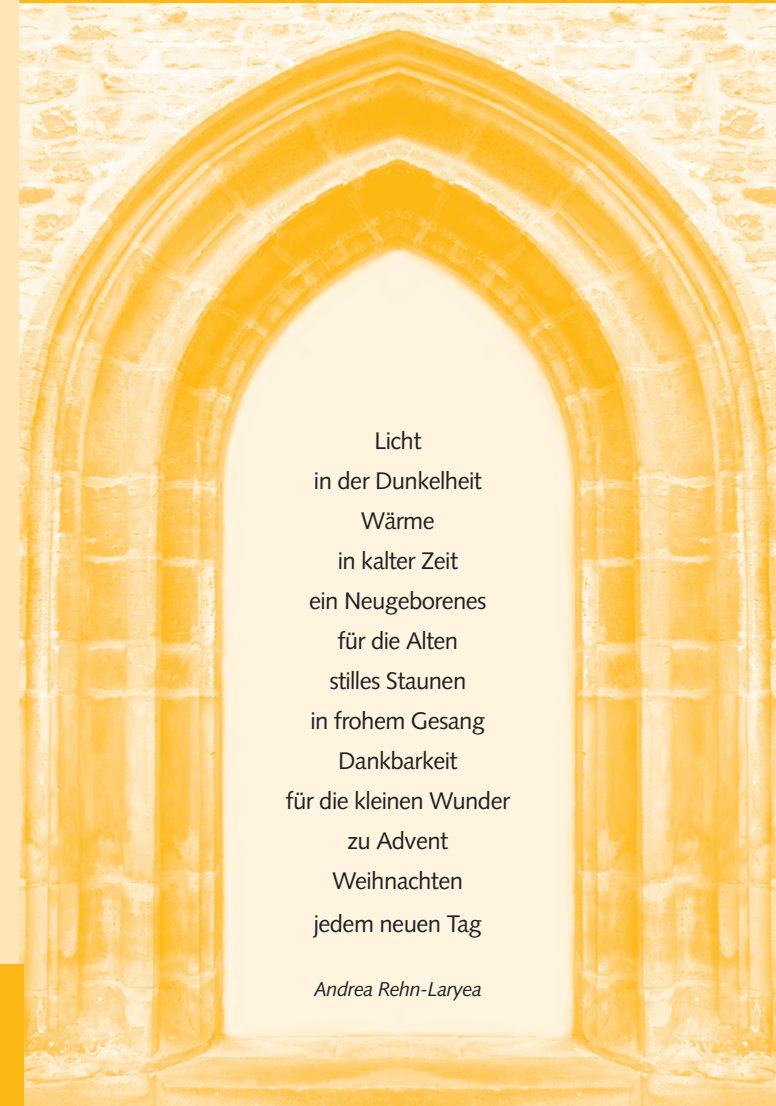 Licht
in der Dunkelheit
Wärme
in kalter Zeit
ein Neugeborenes
für die Alten
stilles Staunen
in frohem Gesang
Dankbarkeit
für die kleinen Wunder
zu Advent
Weihnachten
jedem neuen Tag
Andrea Rehn-Laryea